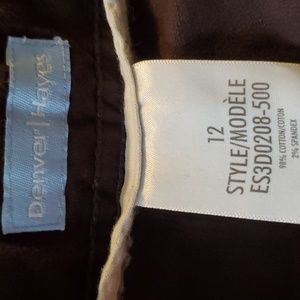 Denver | Hayes
12
STYLE/MODÈLE
ES3D0208-500
98% COTTON/COTON
2% SPANDEX